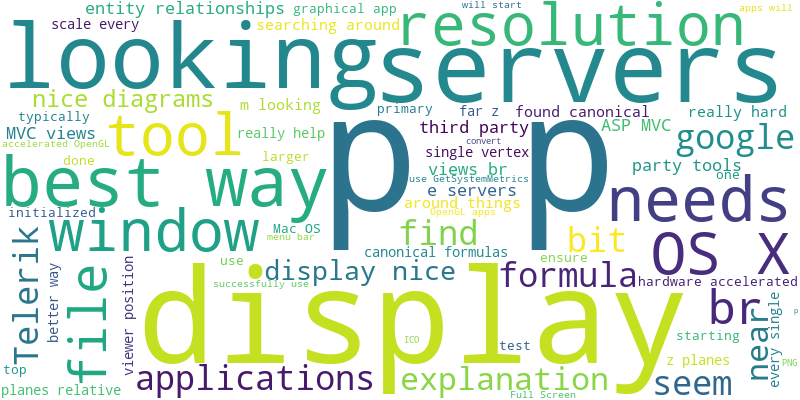 entity relationships
graphical app
will start
apps will
scale every
searching around
looking
servers
resolution
nice diagrams
m looking
primary
far z
found canonical
really hard
typically
MVC views
tool
really help
third party
ASP MVC
google
accelerated OpenGL
done
larger
p p
convert
single vertex
views br
party tools
best way
use GetSystemMetrics
one
e servers
needs
initialized
around things
OpenGL apps
window
Mac OS
menu bar
find
bit
OS X
canonical formulas
ensure
Telerik
file
better way
viewer position
use
display nice
formula
hardware accelerated
successfully use
display
br
near
every single
p
ICO
test
starting
z planes
top
planes relative
applications
explanation
seem
PNG
Full Screen